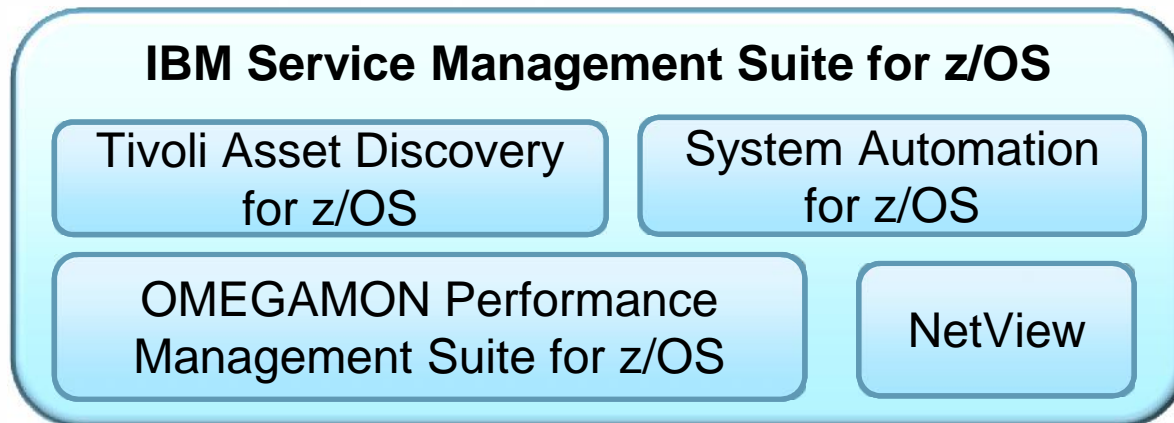 IBM Service Management Suite for z/OS
Tivoli Asset Discovery
for z/OS
System Automation
for z/OS
OMEGAMON Performance
Management Suite for z/OS
NetView